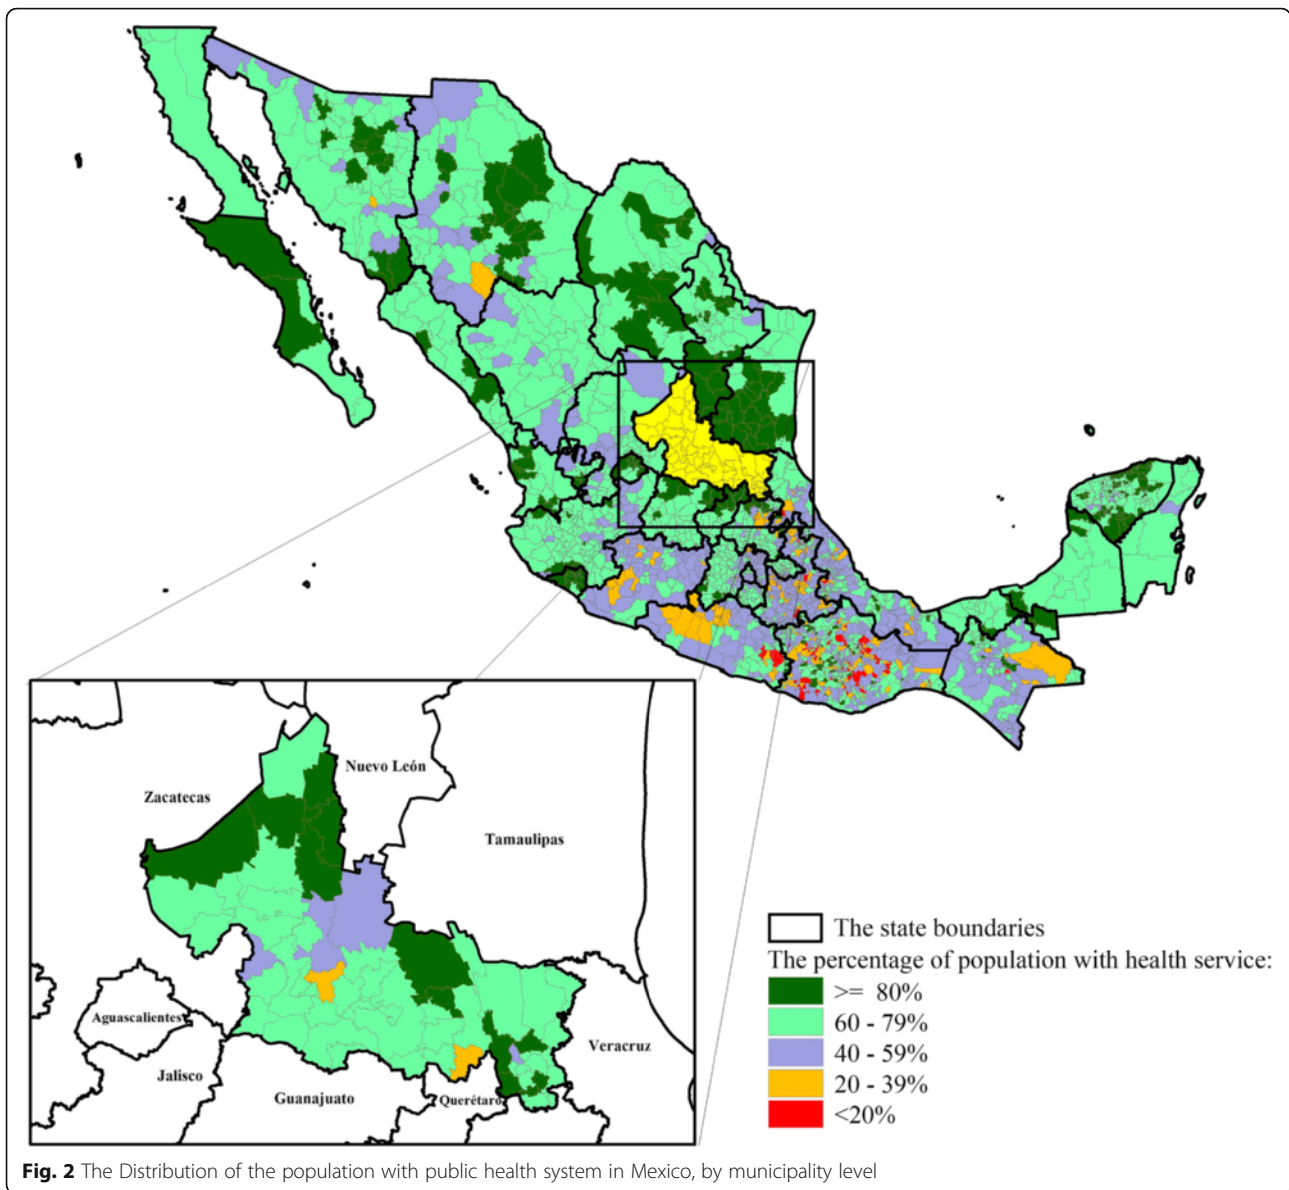 Nuevo León
Zacatecas
Tamaulipas
Aguascalientes
Jalisco
Guanajuato
Querétaro
Veracruz
The state boundaries
The percentage of population with health service:
>= 80%
60 - 79%
40 - 59%
20 - 39%
<20%
Fig. 2 The Distribution of the population with public health system in Mexico, by municipality level